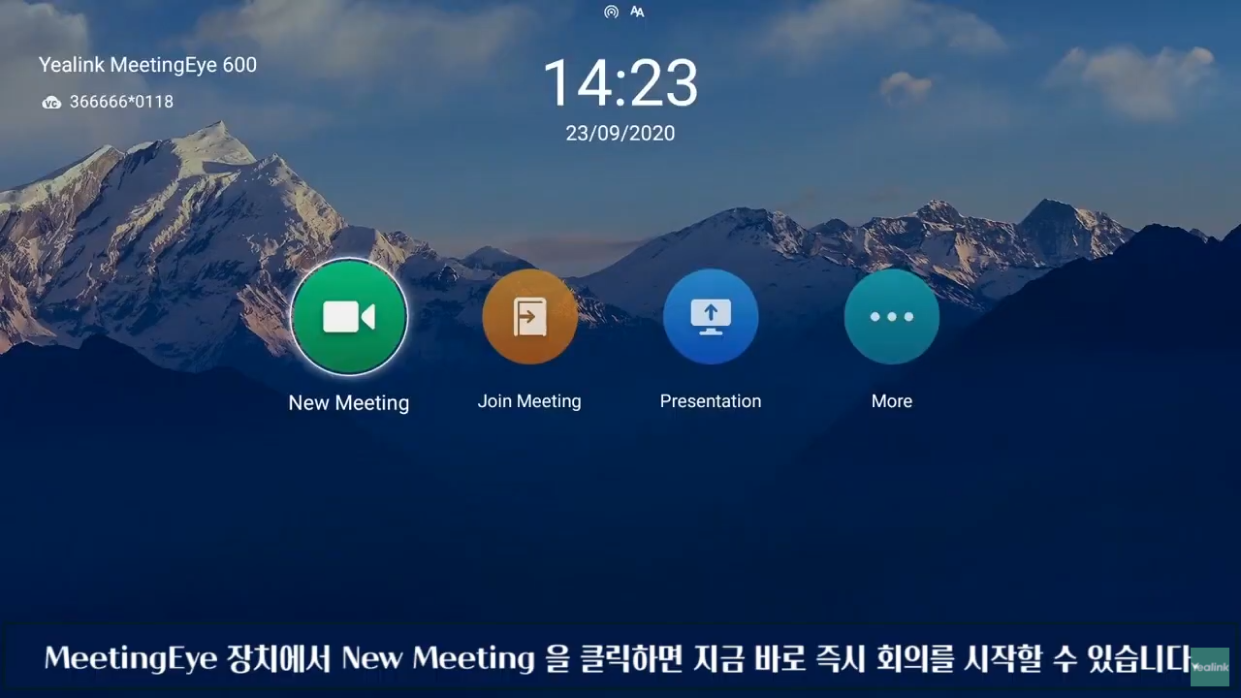 Yealink MeetingEye 600
14:23
VC 366666*0118
23/09/2020
New Meeting
Join Meeting
Presentation
More
MeetingEye 장치에서 New Meeting 을 클릭하면 지금 바로 즉시 회의를 시작할 수 있습니다
Yealink